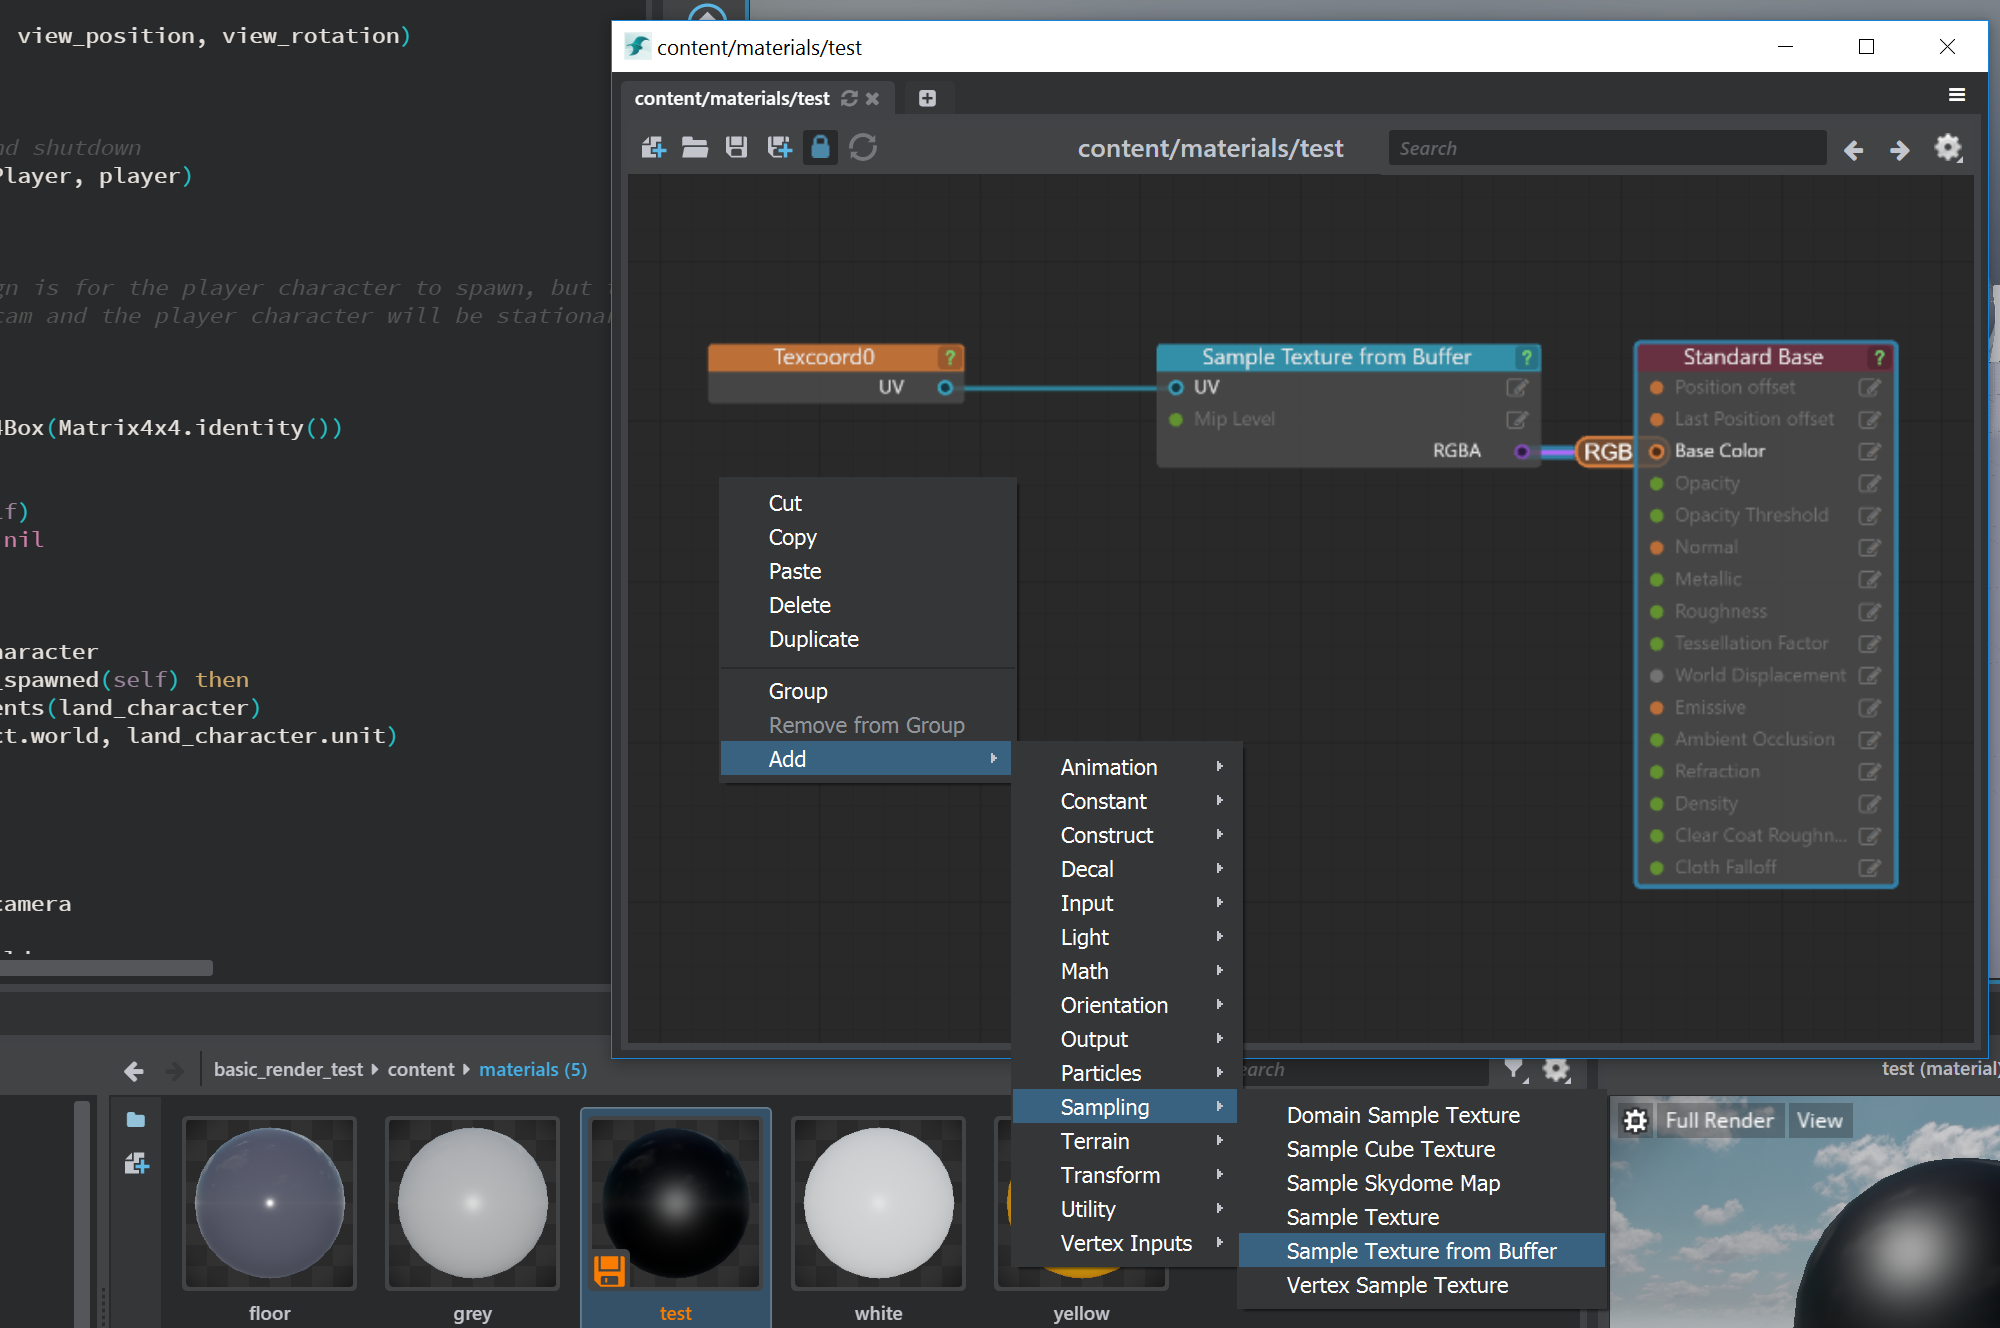 view_position, view_rotation)
nd shutdown
Player, player)
gn is for the player character to spawn, but
cam and the player character will be stationar
Box(Matrix4x4.identity())
f)
nil
haracter
_spawned(self) then
ents(land_character)
ct.world, land_character.unit)
camera
content/materials/test
content/materials/test
content/materials/test
Search
Texcoord0 ?
UV
Sample Texture from Buffer ?
UV
Mip Level
RGBA
RGB
Standard Base ?
Position offset
Last Position offset
Base Color
Opacity
Opacity Threshold
Normal
Metallic
Roughness
Tessellation Factor
World Displacement
Emissive
Ambient Occlusion
Refraction
Density
Clear Coat Roughn...
Cloth Falloff
Cut
Copy
Paste
Delete
Duplicate
Group
Remove from Group
Add
Animation
Constant
Construct
Decal
Input
Light
Math
Orientation
Output
Particles
Sampling
Terrain
Transform
Utility
Vertex Inputs
Domain Sample Texture
Sample Cube Texture
Sample Skydome Map
Sample Texture
Sample Texture from Buffer
Vertex Sample Texture
basic_render_test content materials (5)
earch
test (material)
Full Render View
floor
grey
test
white
yellow